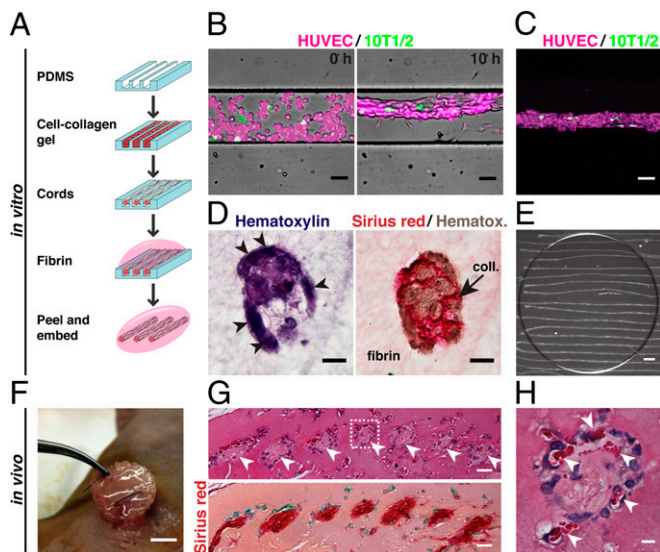 A
in vitro
PDMS
Cell-collagen
gel
Cords
Fibrin
Peel and
embed
B
HUVEC/10T1/2
0 h
10 h
C
HUVEC/10T1/2
D
Hematoxylin
Sirius red/Hematox.
coll.
fibrin
E
F
in vivo
G
Sirius red
H